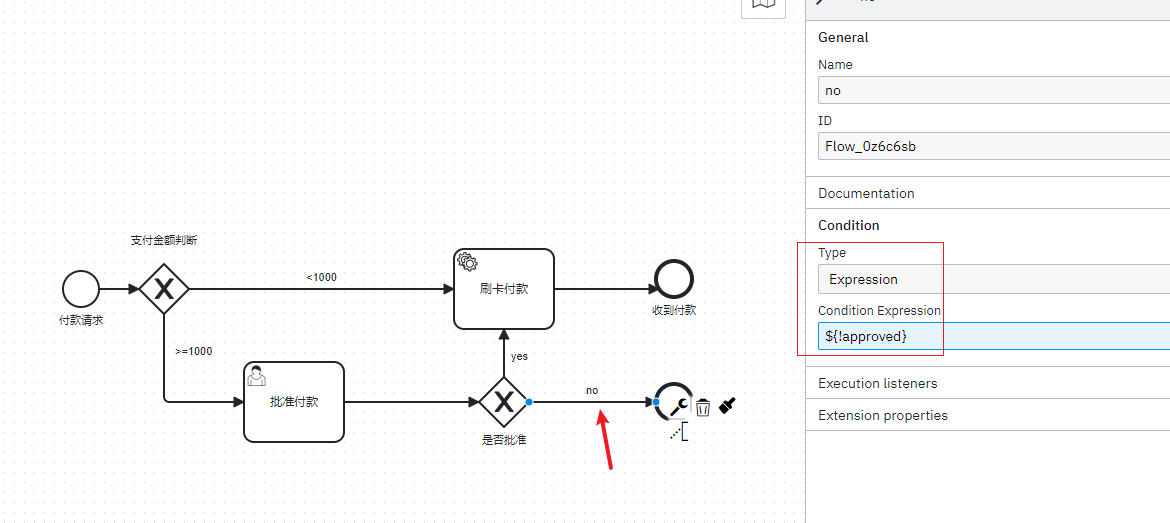 General
Name
no
ID
Flow_0z6c6sb
Documentation
Condition
Type
Expression
Condition Expression
${!approved}
Execution listeners
Extension properties
支付金额判断
<1000
刷卡付款
付款请求
收到付款
>=1000
yes
批准付款
no
是否批准